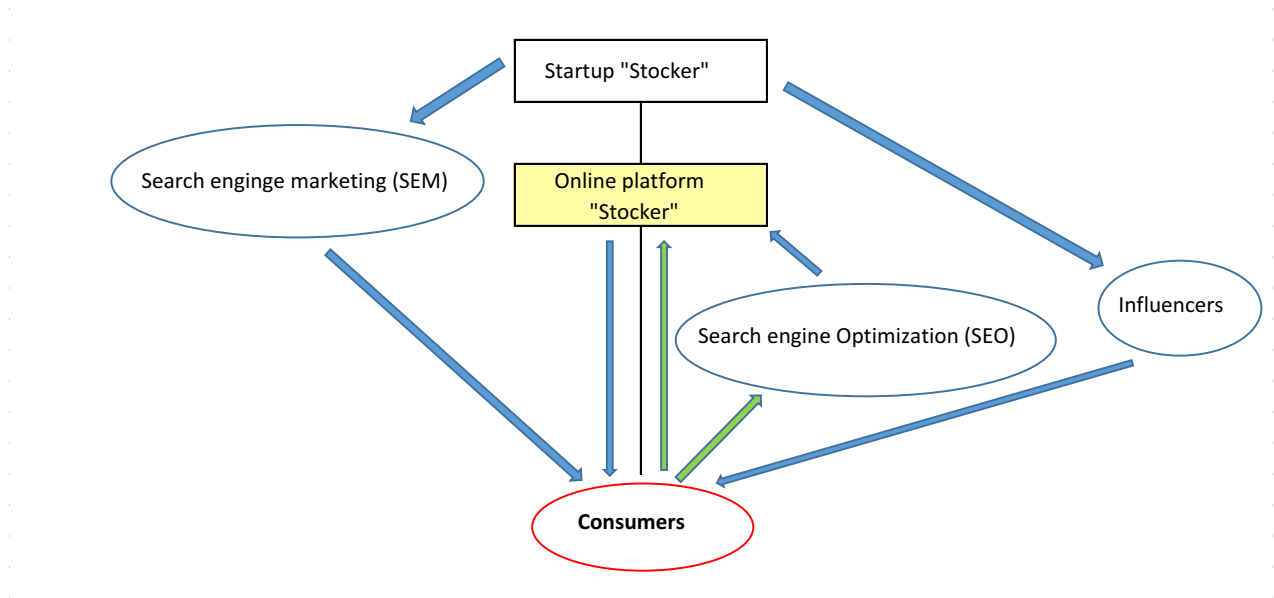 Startup "Stocker"
Search enginge marketing (SEM)
Online platform
"Stocker"
Influencers
Search engine Optimization (SEO)
Consumers